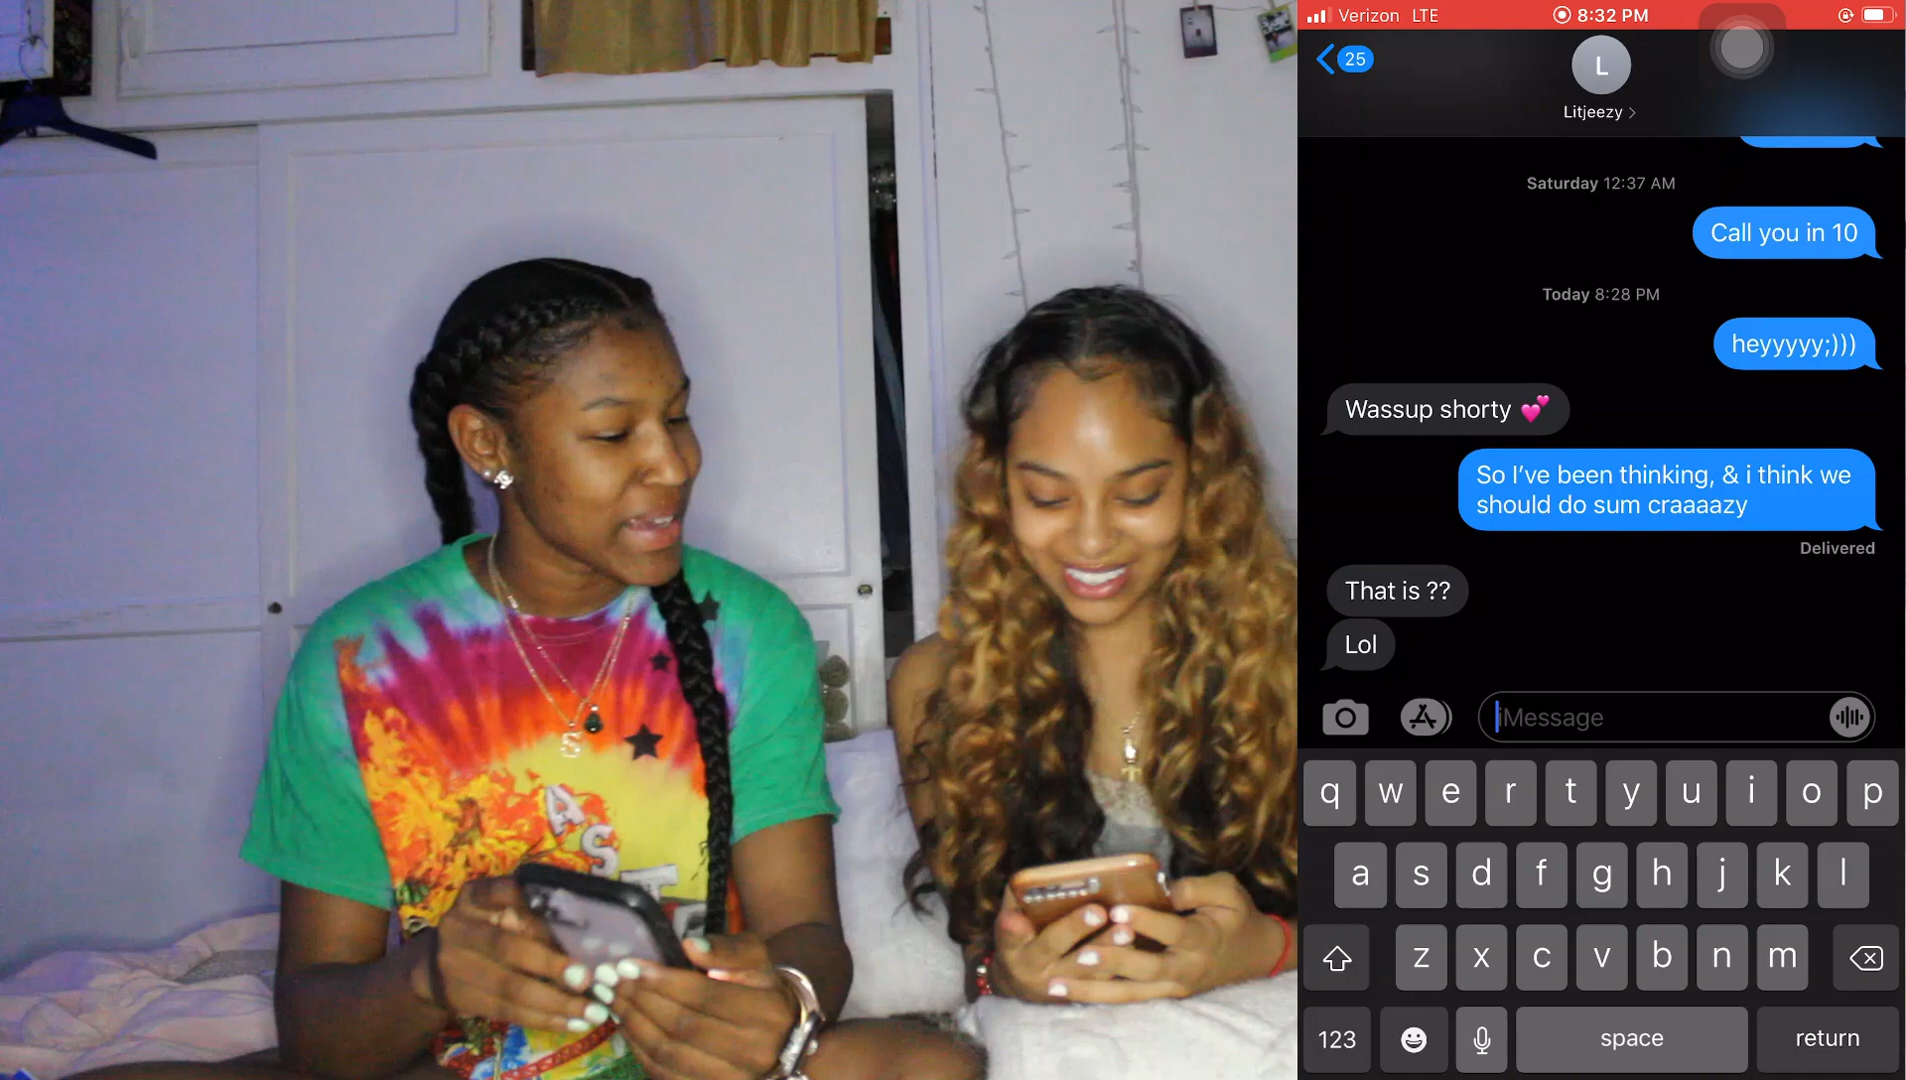 Verizon LTE 8:32 PM
25
L
Litjeezy
Saturday 12:37 AM
Call you in 10
Today 8:28 PM
heyyyyy;)))
Wassup shorty 💕
So I’ve been thinking, & i think we
should do sum craaaazy
Delivered
That is ??
Lol
iMessage
q w e r t y u i o p
a s d f g h j k l
z x c v b n m
123 space return
S
AST